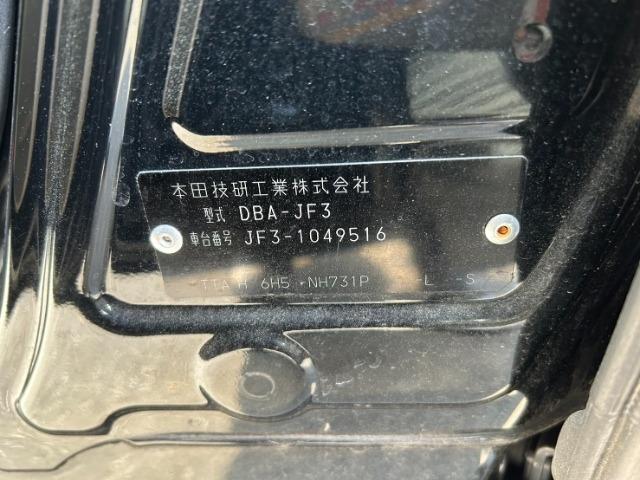 本田技研工業株式会社
型式 DBA-JF3
車台番号 JF3-1049516
TTA H 6H5 •NH731P -L -S